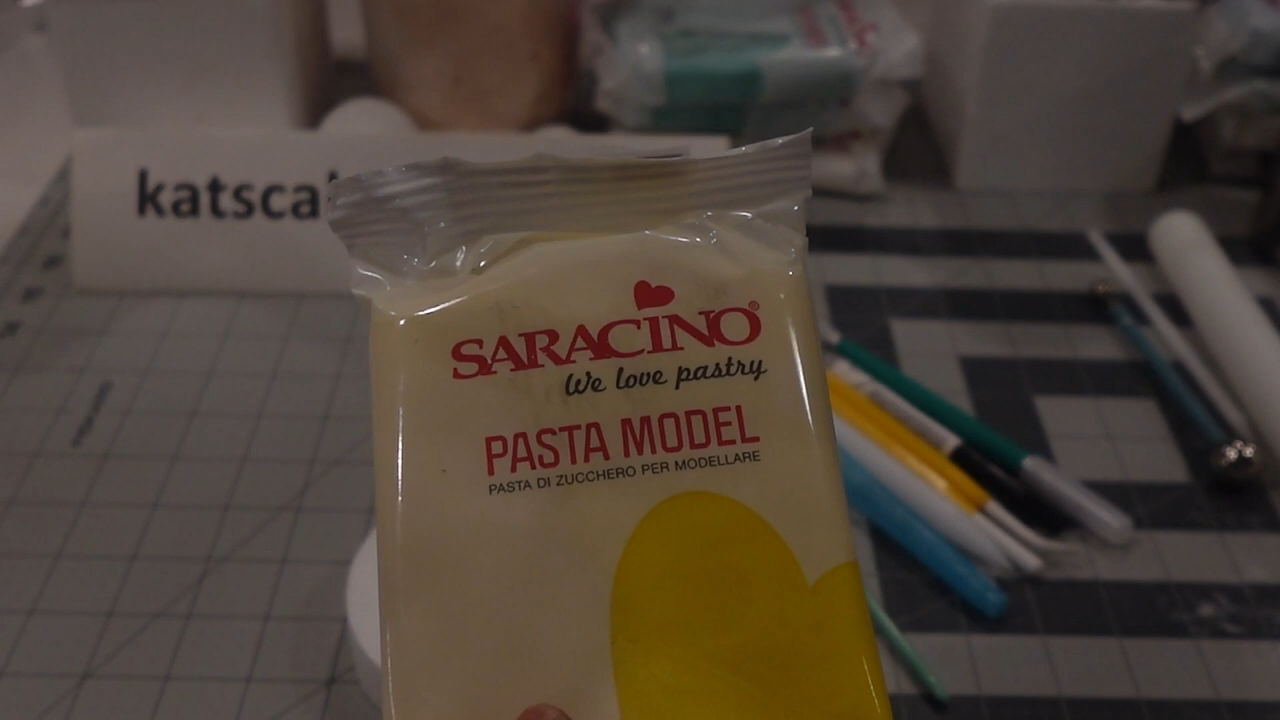 katsca
SARACINO®
We love pastry
PASTA MODEL
PASTA DI ZUCCHERO PER MODELLARE